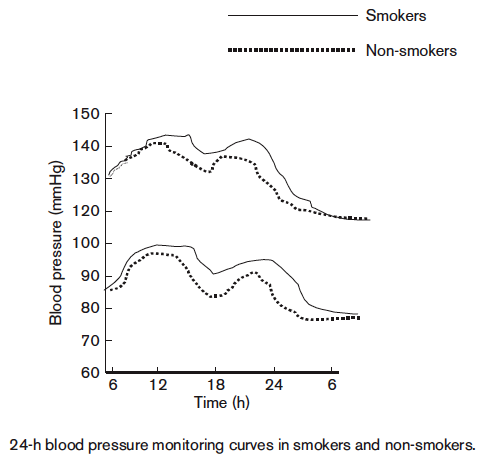 Smokers
Non-smokers
150
140
130
120
100
90
80
70
60
Blood pressure (mmHg)
6 12 18 24 6
Time (h)
24-h blood pressure monitoring curves in smokers and non-smokers.